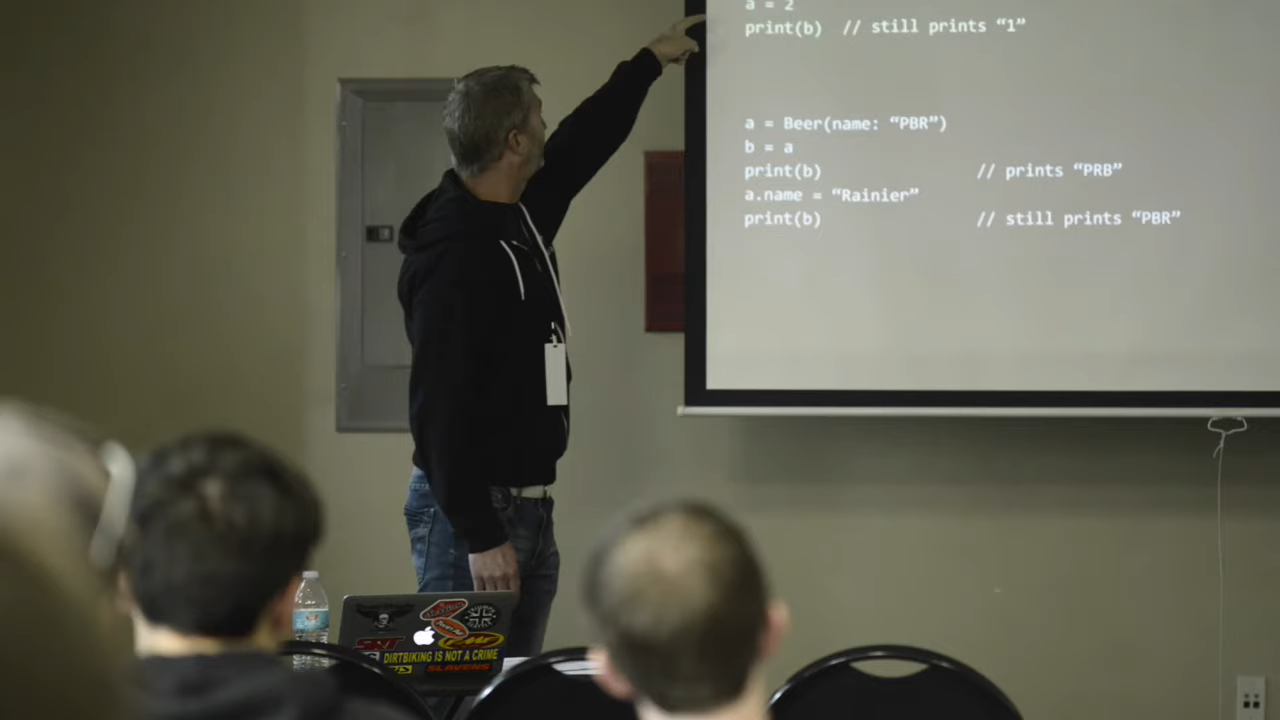 a = 2
print(b)  // still prints “1”
a = Beer(name: “PBR”)
b = a
print(b)                // prints “PRB”
a.name = “Rainier”
print(b)                // still prints “PBR”
DIRTBIKING IS NOT A CRIME
SLAVENS